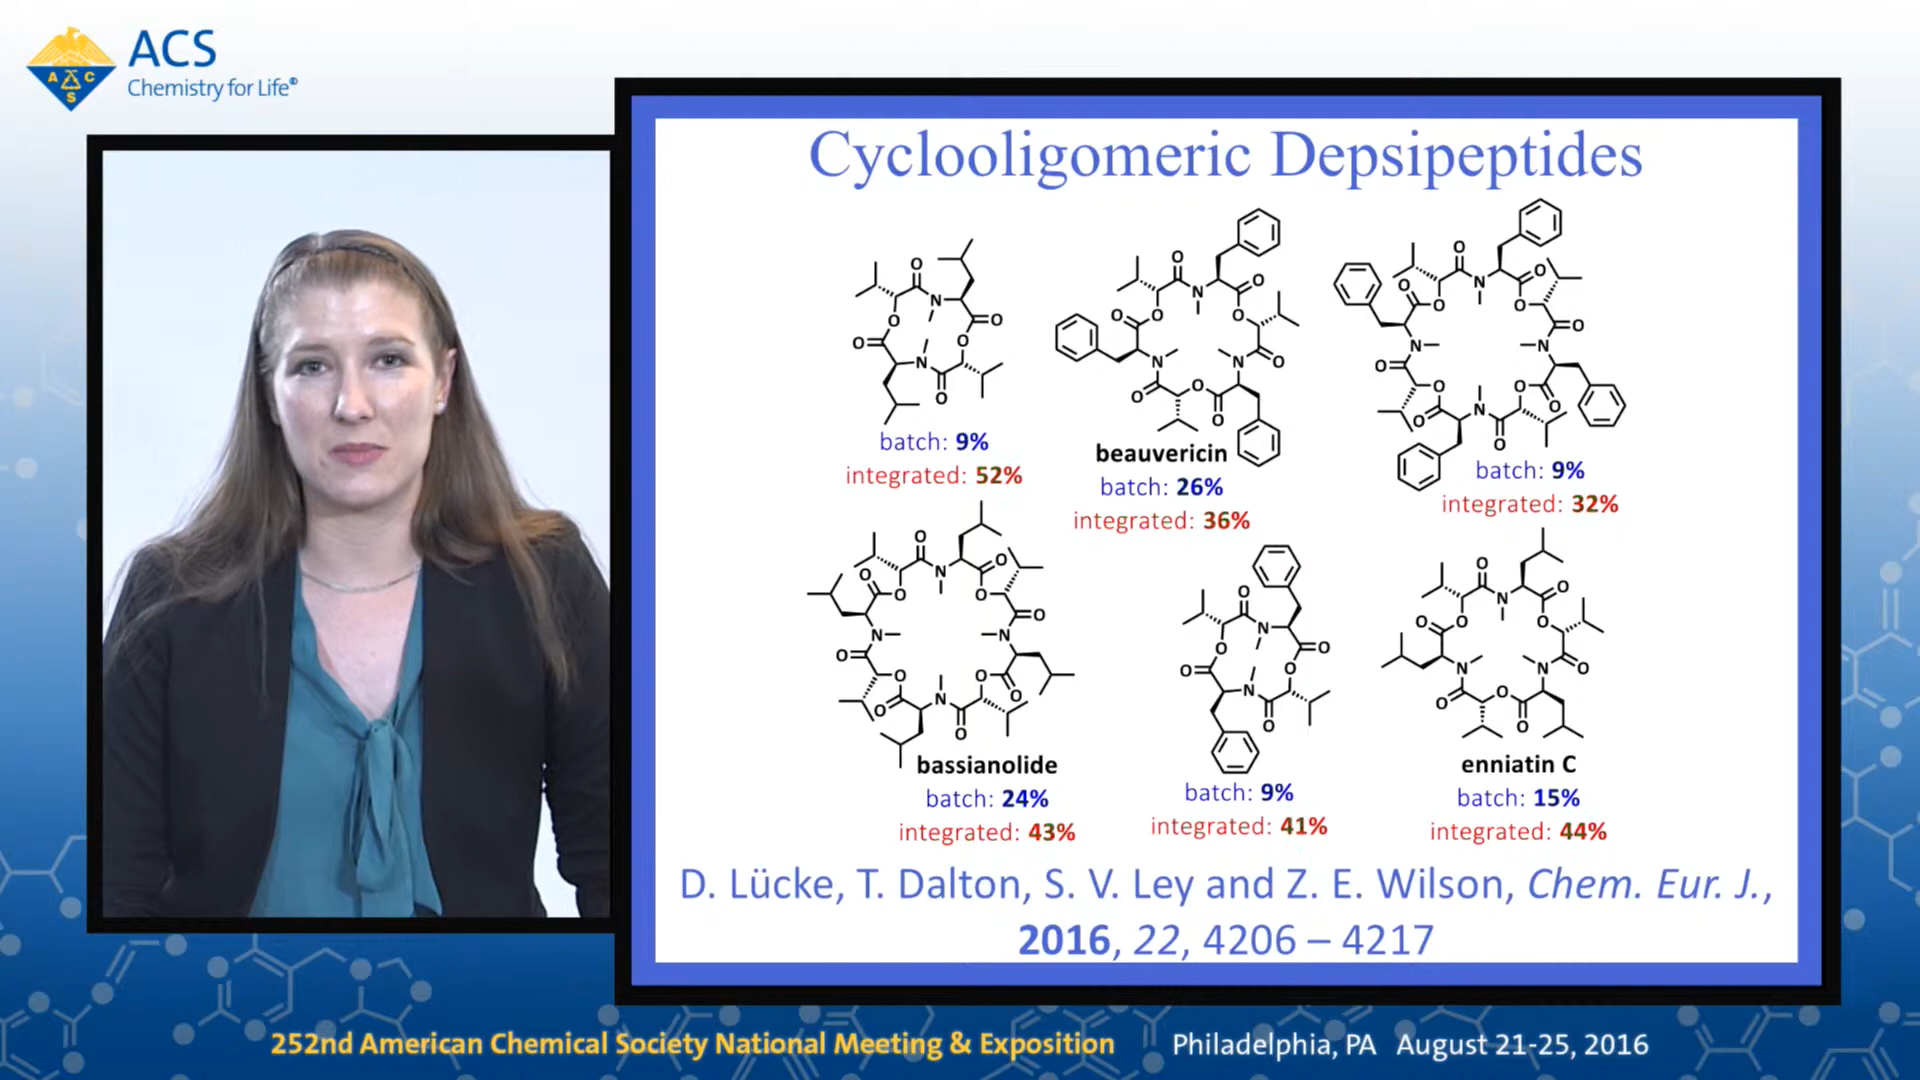 ACS
Chemistry for Life®
A C S
Cyclooligomeric Depsipeptides
batch: 9%
integrated: 52%
beauvericin
batch: 26%
integrated: 36%
batch: 9%
integrated: 32%
bassianolide
batch: 24%
integrated: 43%
batch: 9%
integrated: 41%
enniatin C
batch: 15%
integrated: 44%
D. Lücke, T. Dalton, S. V. Ley and Z. E. Wilson, Chem. Eur. J.,
2016, 22, 4206 – 4217
252nd American Chemical Society National Meeting & Exposition Philadelphia, PA August 21-25, 2016